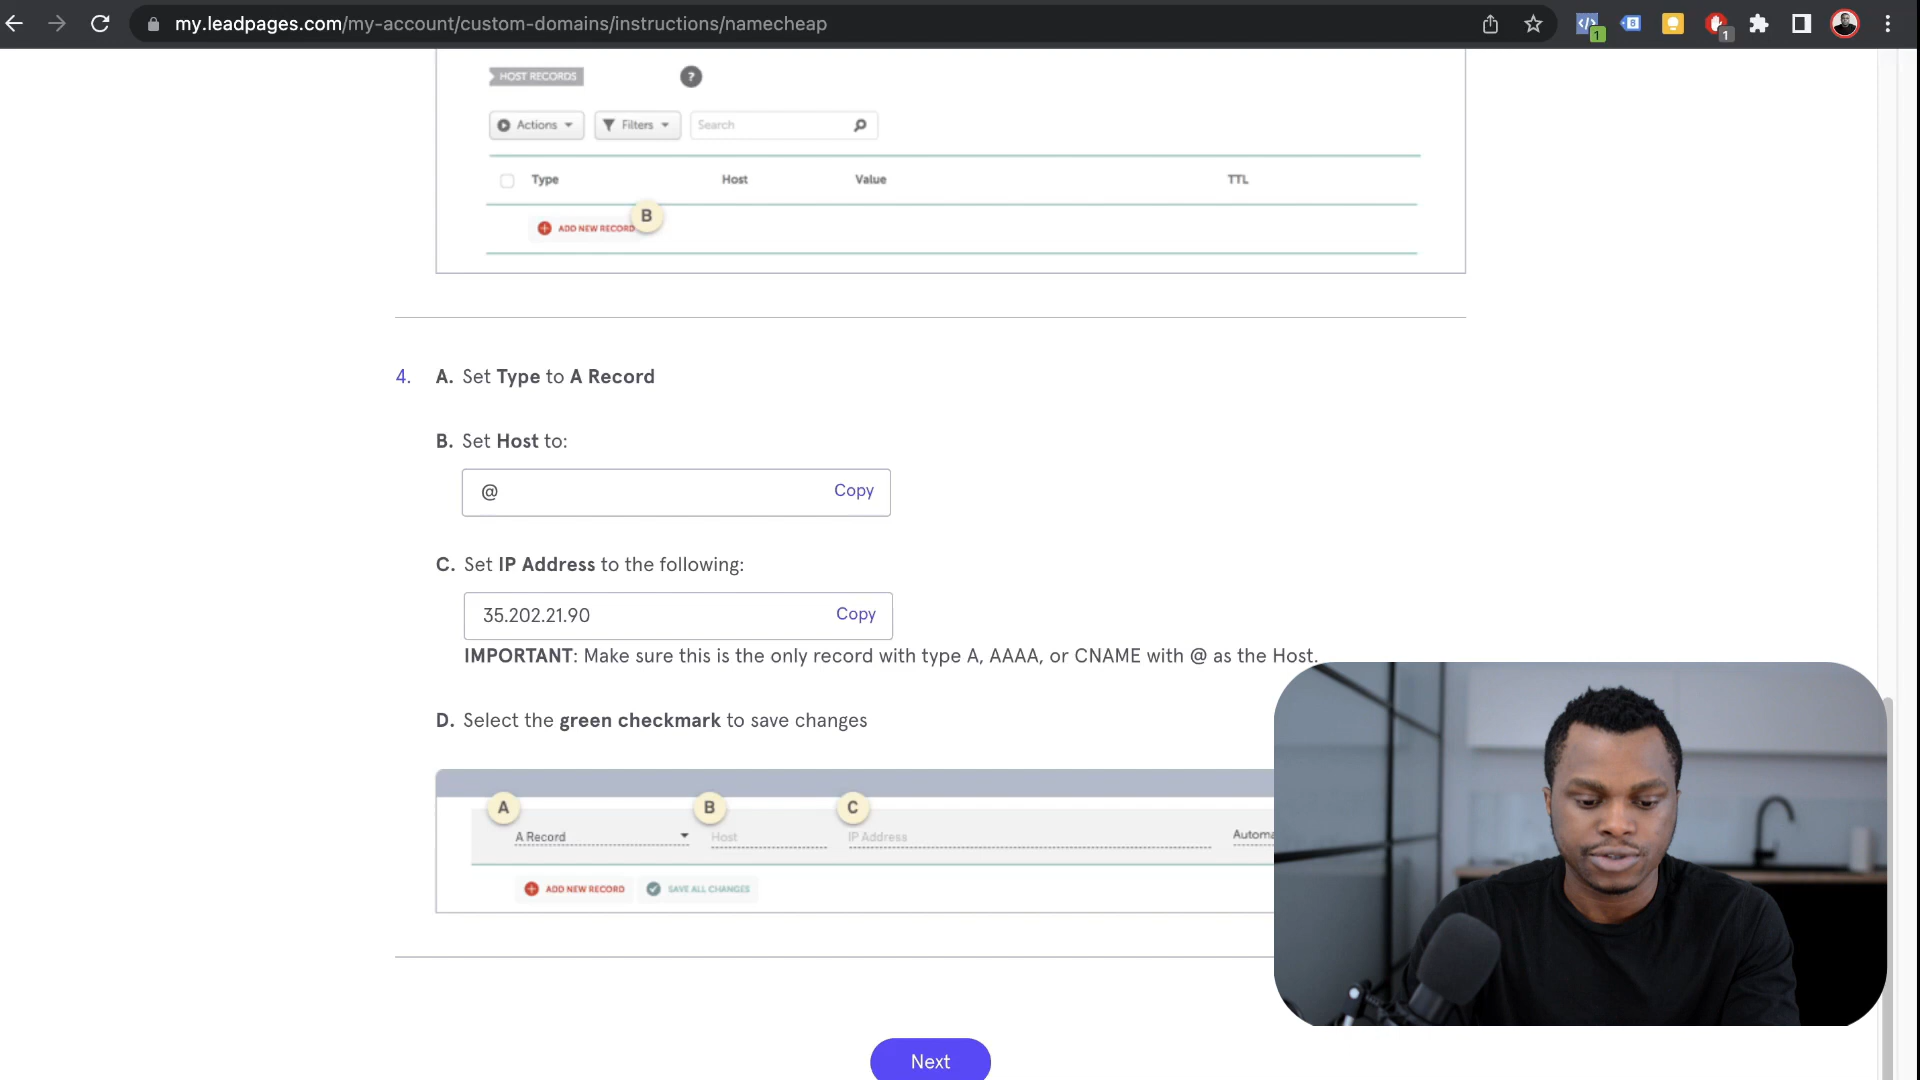 my.leadpages.com/my-account/custom-domains/instructions/namecheap
1
8
1
HOST RECORDS
?
Actions
Filters
Search
Type
Host
Value
TTL
ADD NEW RECORD
B
4.
A. Set Type to A Record
B. Set Host to:
@
Copy
C. Set IP Address to the following:
35.202.21.90
Copy
IMPORTANT: Make sure this is the only record with type A, AAAA, or CNAME with @ as the Host.
D. Select the green checkmark to save changes
A
B
C
A Record
Host
IP Address
Automa
ADD NEW RECORD
SAVE ALL CHANGES
Next